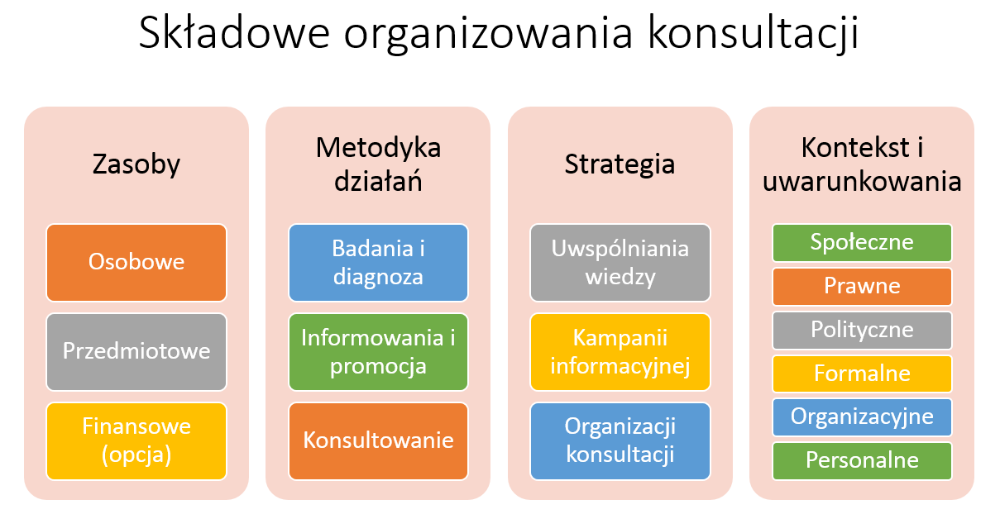 Składowe organizowania konsultacji
Zasoby
Osobowe
Przedmiotowe
Finansowe
(opcja)
Metodyka
działań
Badania i
diagnoza
Informowania i
promocja
Konsultowanie
Strategia
Uwspólniania
wiedzy
Kampanii
informacyjnej
Organizacji
konsultacji
Kontekst i
uwarunkowania
Społeczne
Prawne
Polityczne
Formalne
Organizacyjne
Personalne